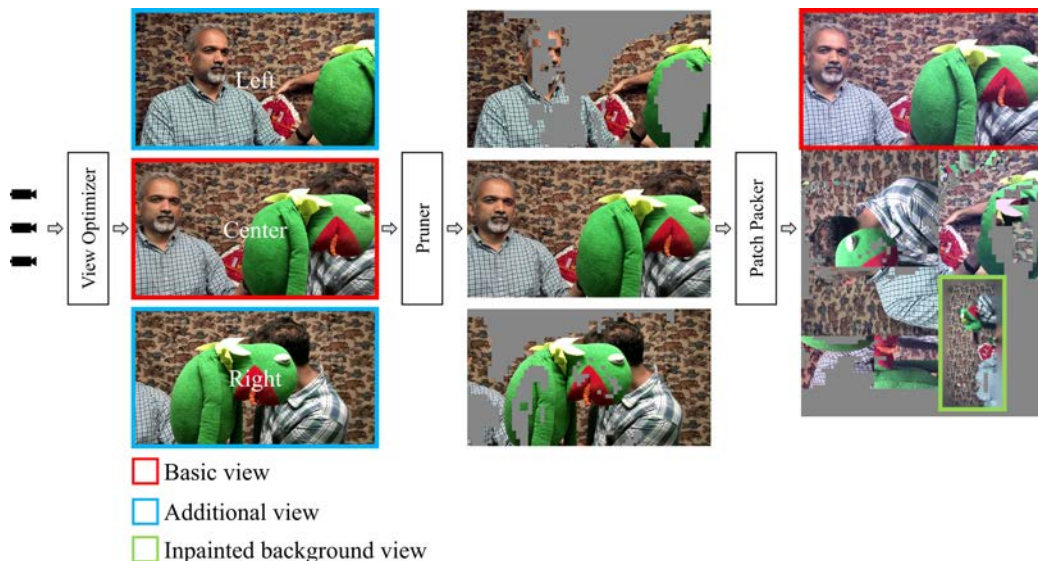 Left
View Optimizer
Center
Pruner
Patch Packer
Right
Basic view
Additional view
Inpainted background view